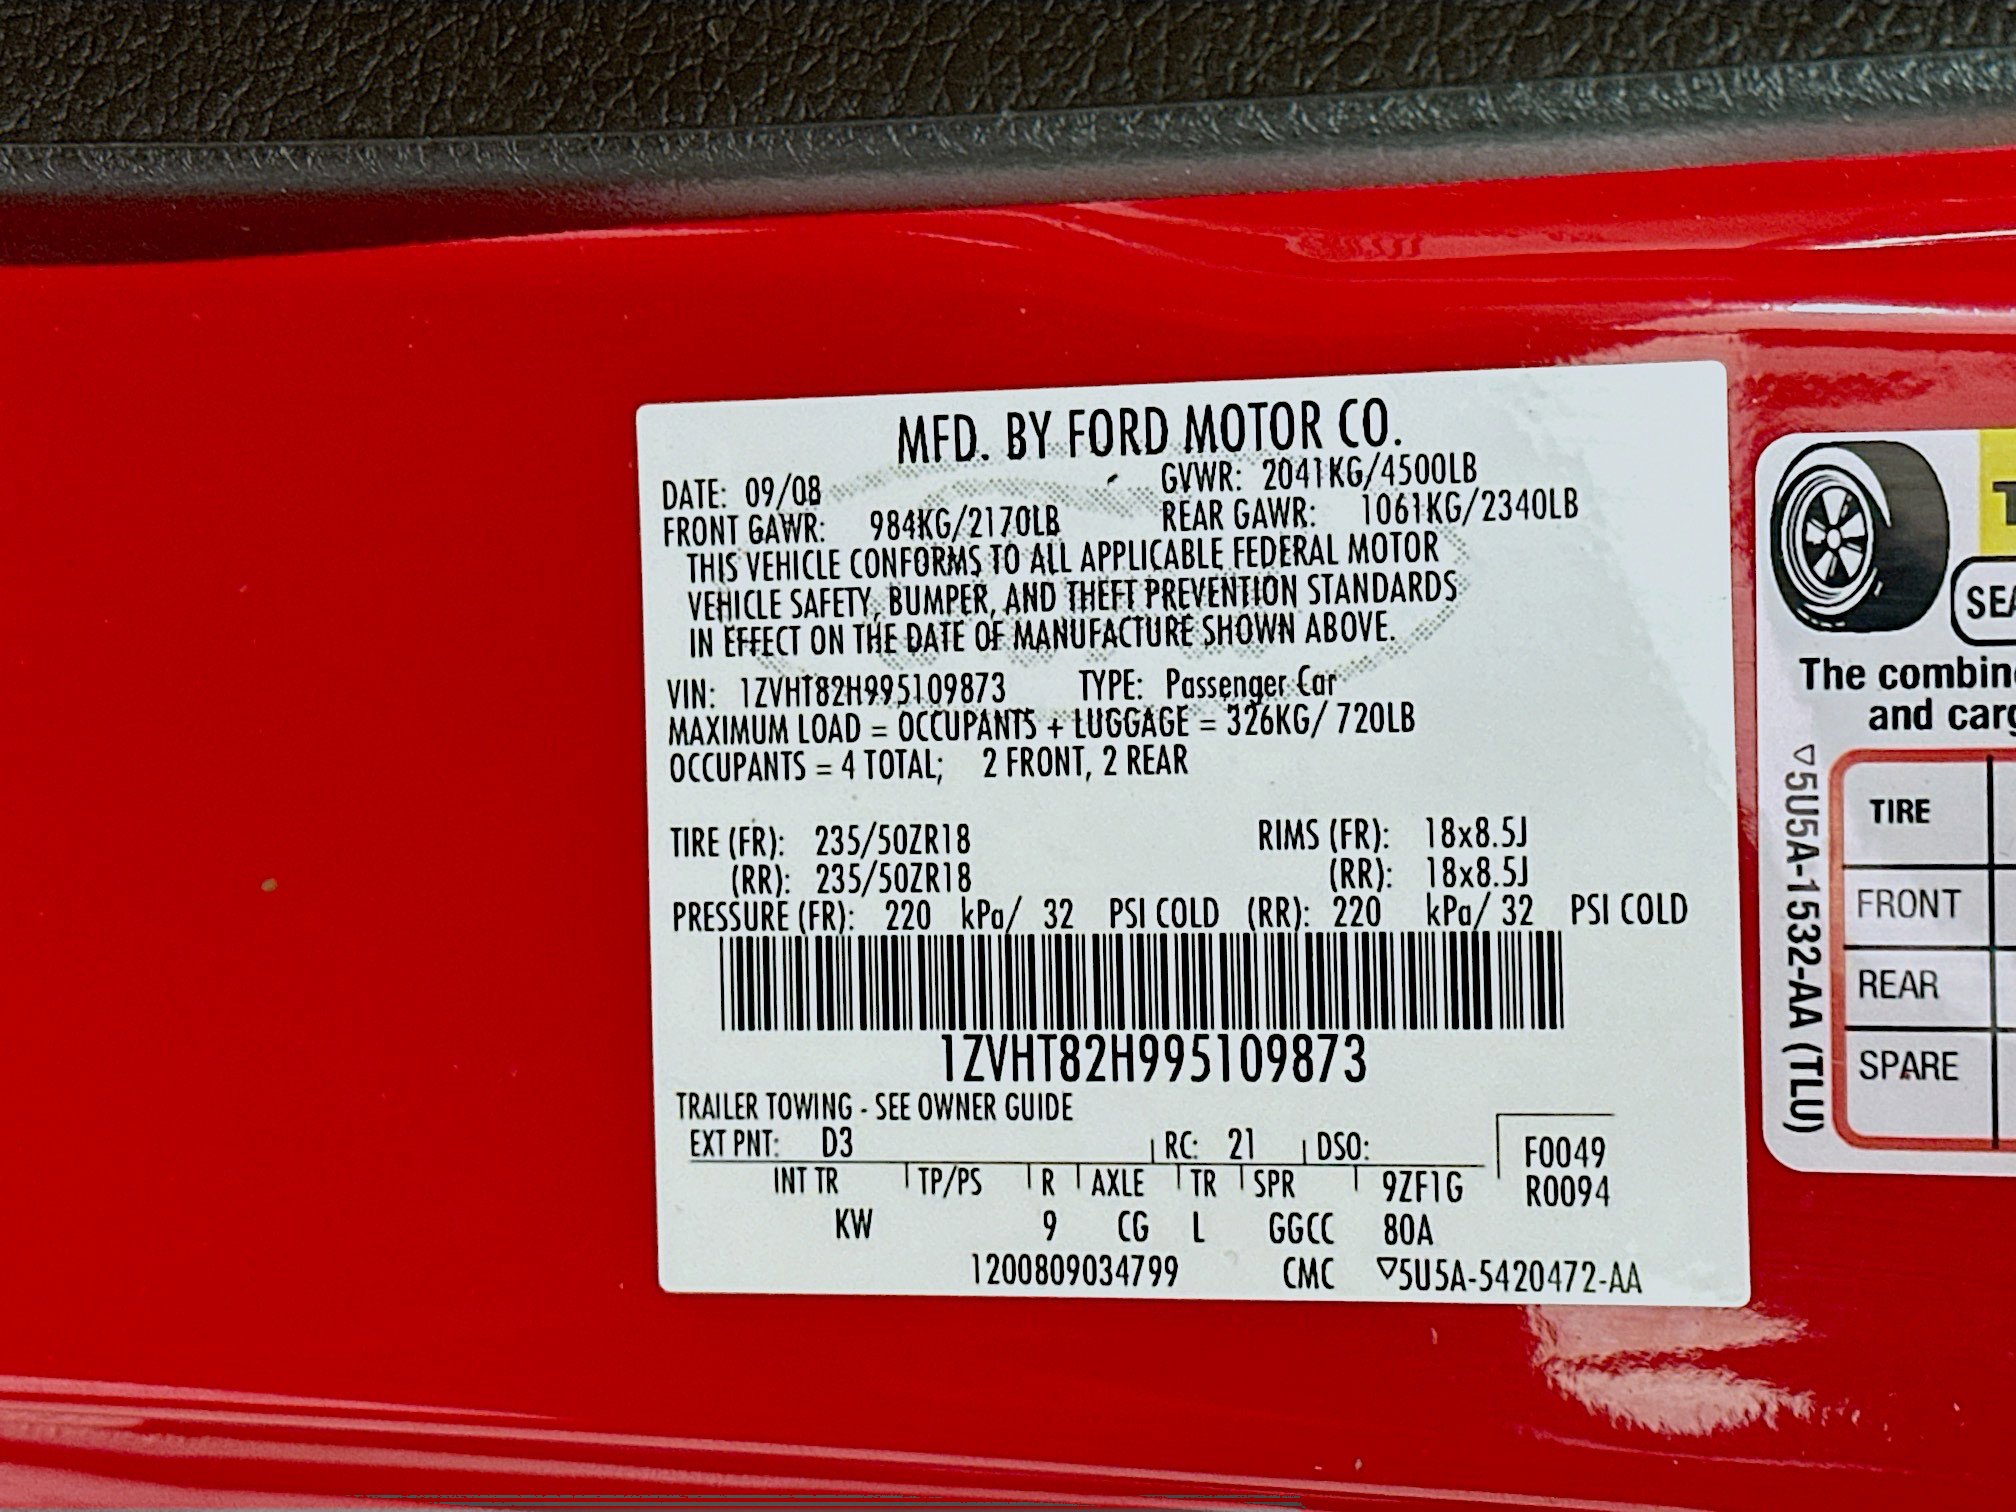 MFD. BY FORD MOTOR CO.
DATE: 09/08 GVWR: 2041KG/4500LB
FRONT GAWR: 984KG/2170LB REAR GAWR: 1061KG/2340LB
THIS VEHICLE CONFORMS TO ALL APPLICABLE FEDERAL MOTOR
VEHICLE SAFETY, BUMPER, AND THEFT PREVENTION STANDARDS
IN EFFECT ON THE DATE OF MANUFACTURE SHOWN ABOVE.
VIN: 1ZVHT82H995109873 TYPE: Passenger Car
MAXIMUM LOAD = OCCUPANTS + LUGGAGE = 326KG/ 720LB
OCCUPANTS = 4 TOTAL; 2 FRONT, 2 REAR
TIRE (FR): 235/50ZR18 RIMS (FR): 18x8.5J
(RR): 235/50ZR18 (RR): 18x8.5J
PRESSURE (FR): 220 kPa/ 32 PSI COLD (RR): 220 kPa/ 32 PSI COLD
1ZVHT82H995109873
TRAILER TOWING - SEE OWNER GUIDE
EXT PNT: D3 RC: 21 DSO: F0049
INT TR TP/PS R AXLE TR SPR 9ZF1G R0094
KW 9 CG L GGCC 80A
1200809034799 CMC ▽5U5A-5420472-AA
SEA
The combin
and carg
▽5U5A-1532-AA (TLU)
TIRE
FRONT
REAR
SPARE